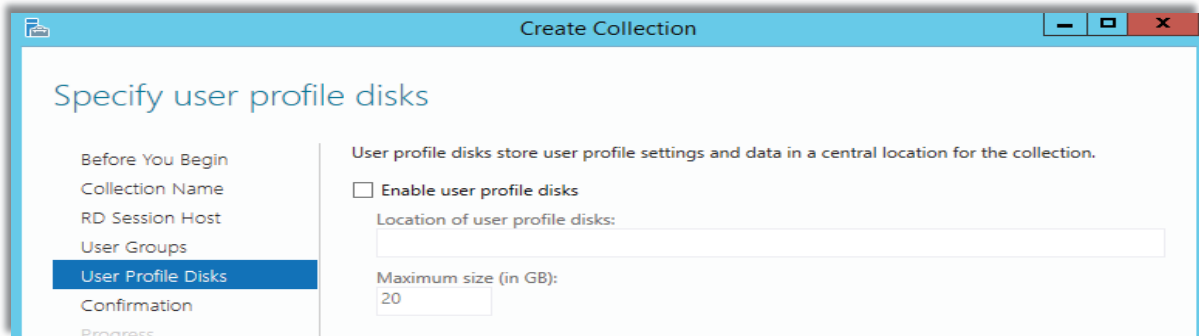 Create Collection
Specify user profile disks
Before You Begin
Collection Name
RD Session Host
User Groups
User Profile Disks
Confirmation
Progress
User profile disks store user profile settings and data in a central location for the collection.
Enable user profile disks
Location of user profile disks:
Maximum size (in GB):
20